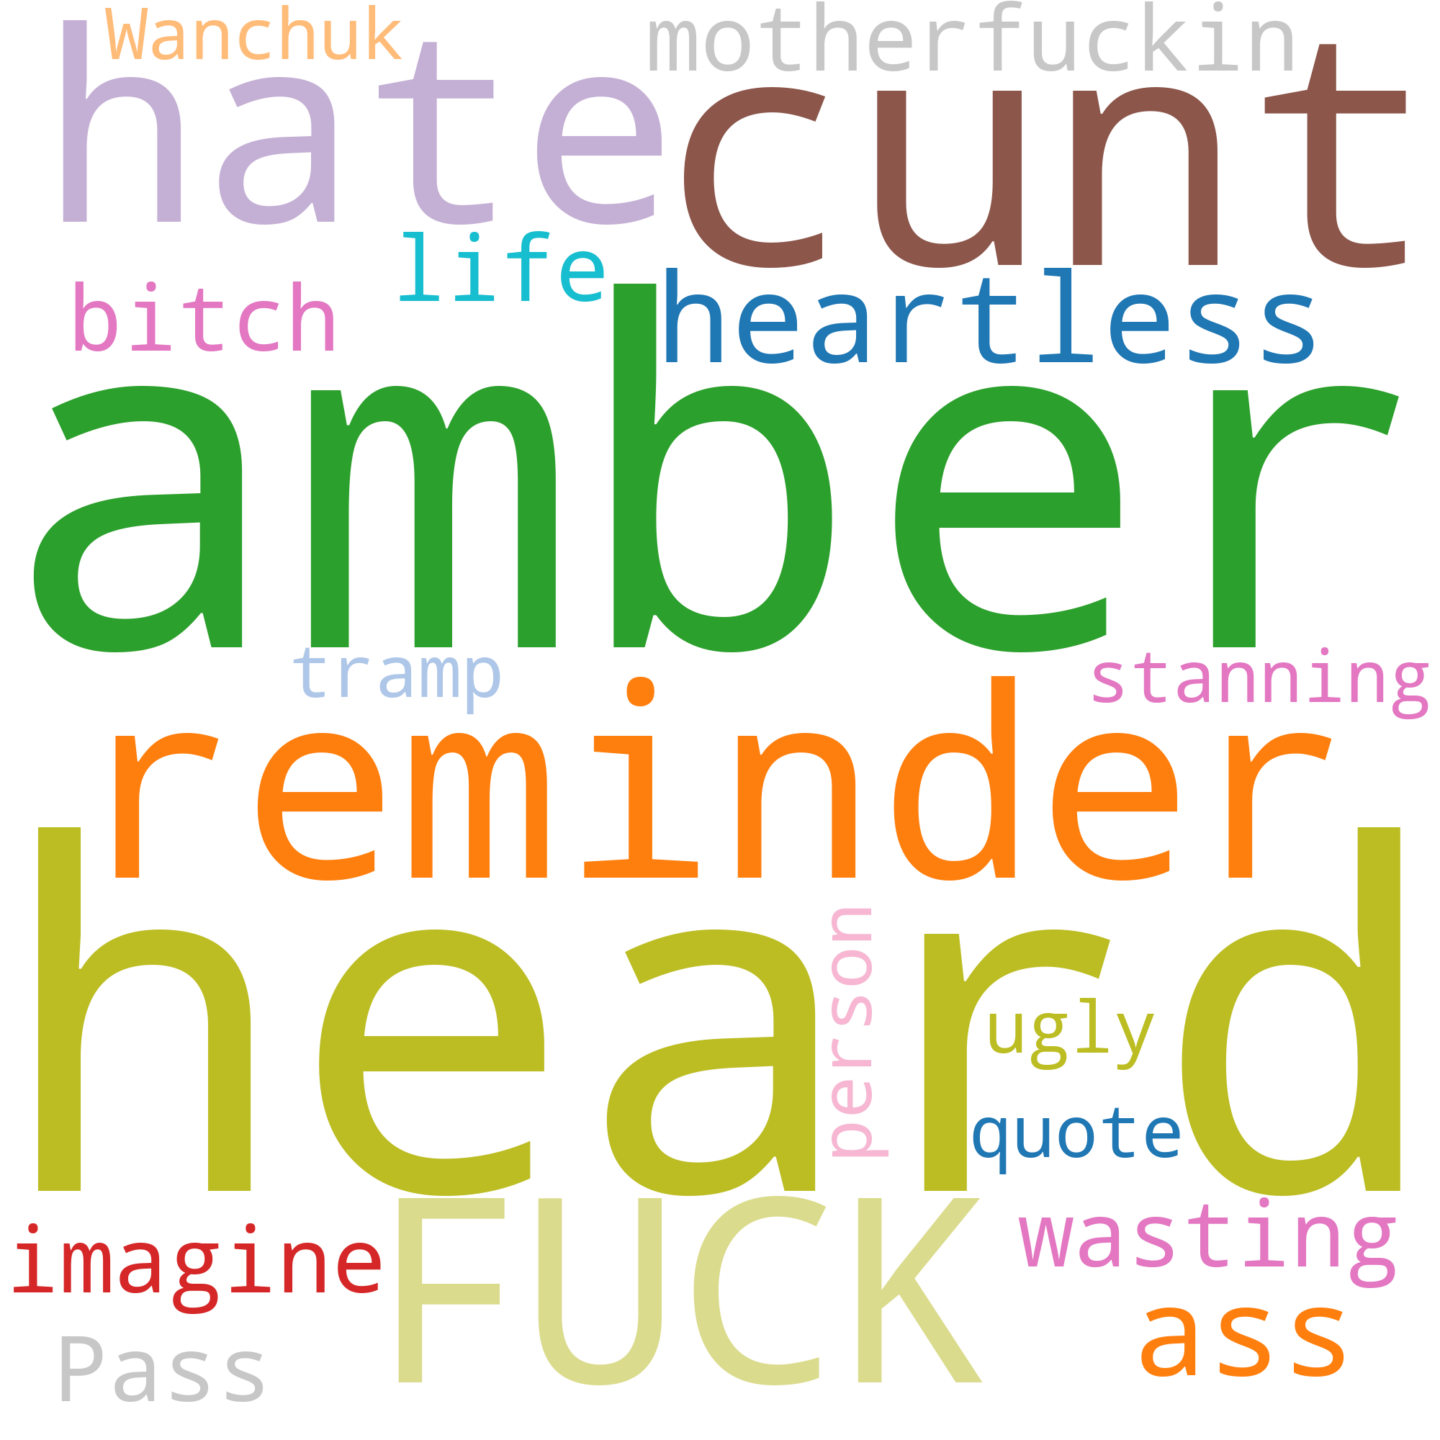 Wanchuk
motherfuckin
hate
cunt
life
bitch
heartless
amber
tramp
stanning
reminder
heard
person
ugly
quote
FUCK
imagine
wasting
Pass
ass